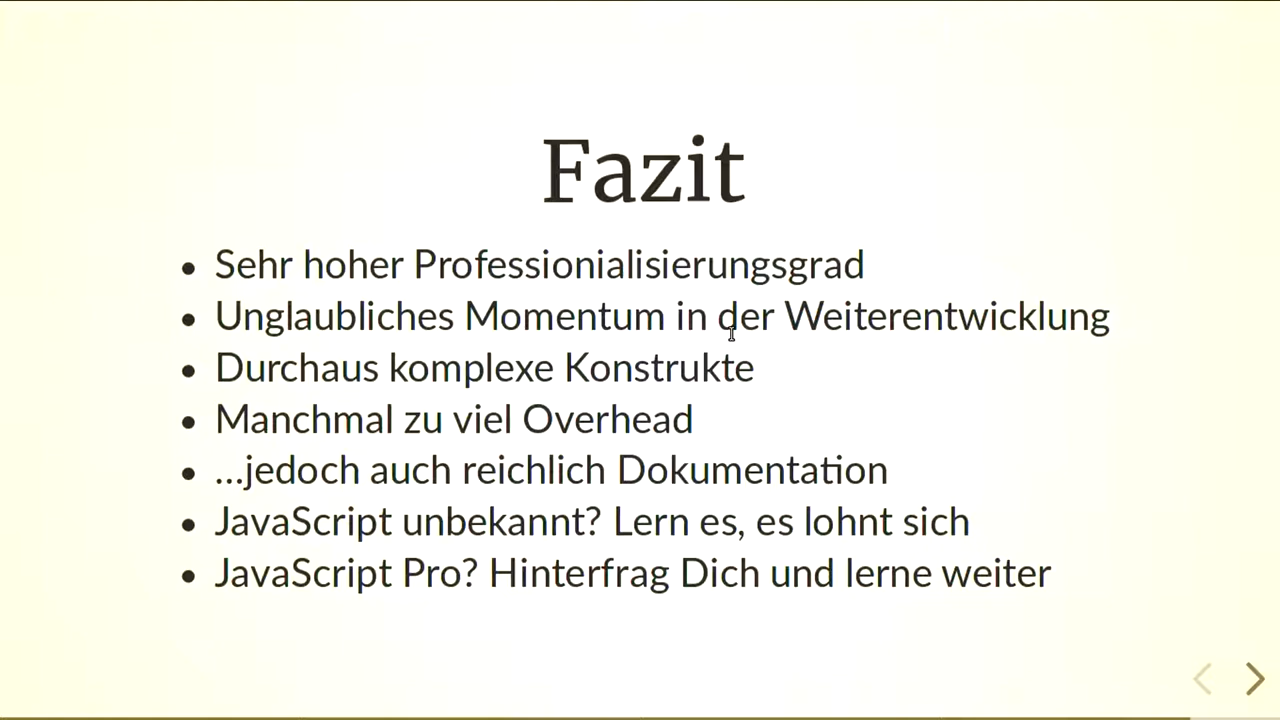 Fazit
Sehr hoher Professionialisierungsgrad
Unglaubliches Momentum in der Weiterentwicklung
Durchaus komplexe Konstrukte
Manchmal zu viel Overhead
...jedoch auch reichlich Dokumentation
JavaScript unbekannt? Lern es, es lohnt sich
JavaScript Pro? Hinterfrag Dich und lerne weiter